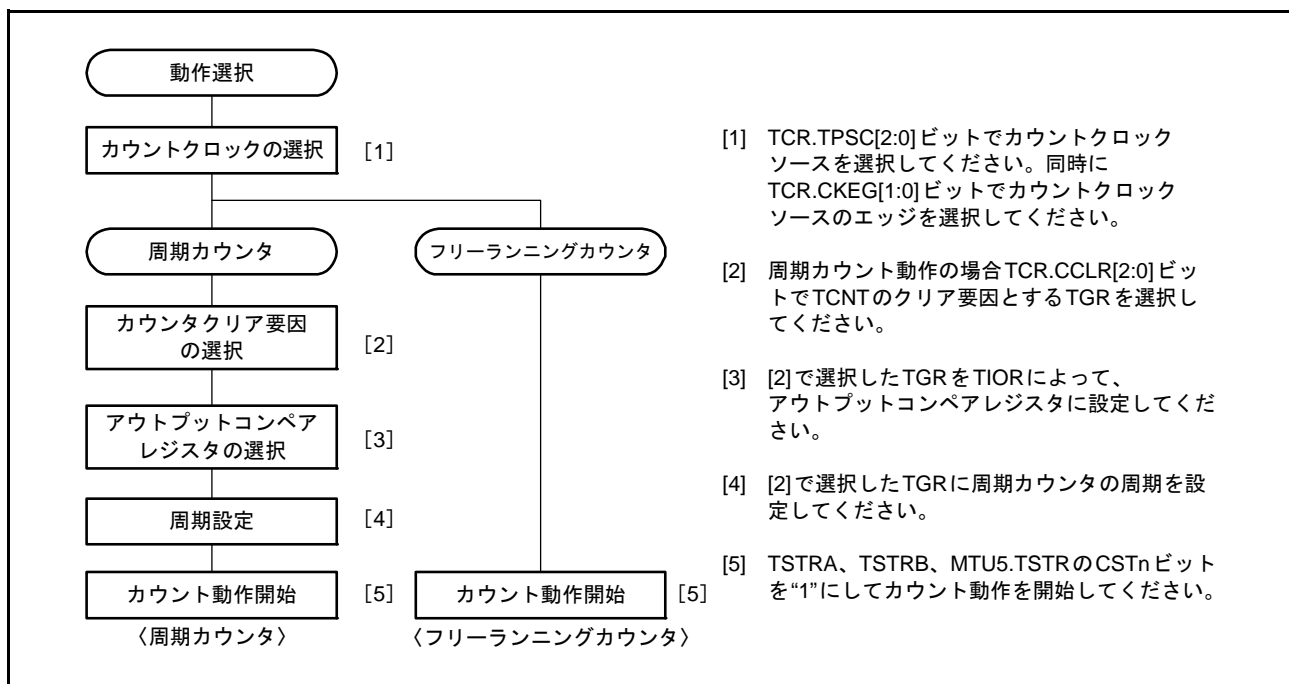 動作選択
カウントクロックの選択 [1]
周期カウンタ
フリーランニングカウンタ
カウンタクリア要因
の選択
[2]
アウトプットコンペア
レジスタの選択
[3]
周期設定 [4]
カウント動作開始 [5]
カウント動作開始 [5]
〈周期カウンタ〉
〈フリーランニングカウンタ〉
[1] TCR.TPSC[2:0]ビットでカウントクロック
ソースを選択してください。同時に
TCR.CKEG[1:0]ビットでカウントクロック
ソースのエッジを選択してください。
[2] 周期カウント動作の場合TCR.CCLR[2:0]ビッ
トでTCNTのクリア要因とするTGRを選択し
てください。
[3] [2]で選択したTGRをTIORによって、
アウトプットコンペアレジスタに設定してくだ
さい。
[4] [2]で選択したTGRに周期カウンタの周期を設
定してください。
[5] TSTRA、TSTRB、MTU5.TSTRのCSTnビット
を“1”にしてカウント動作を開始してください。